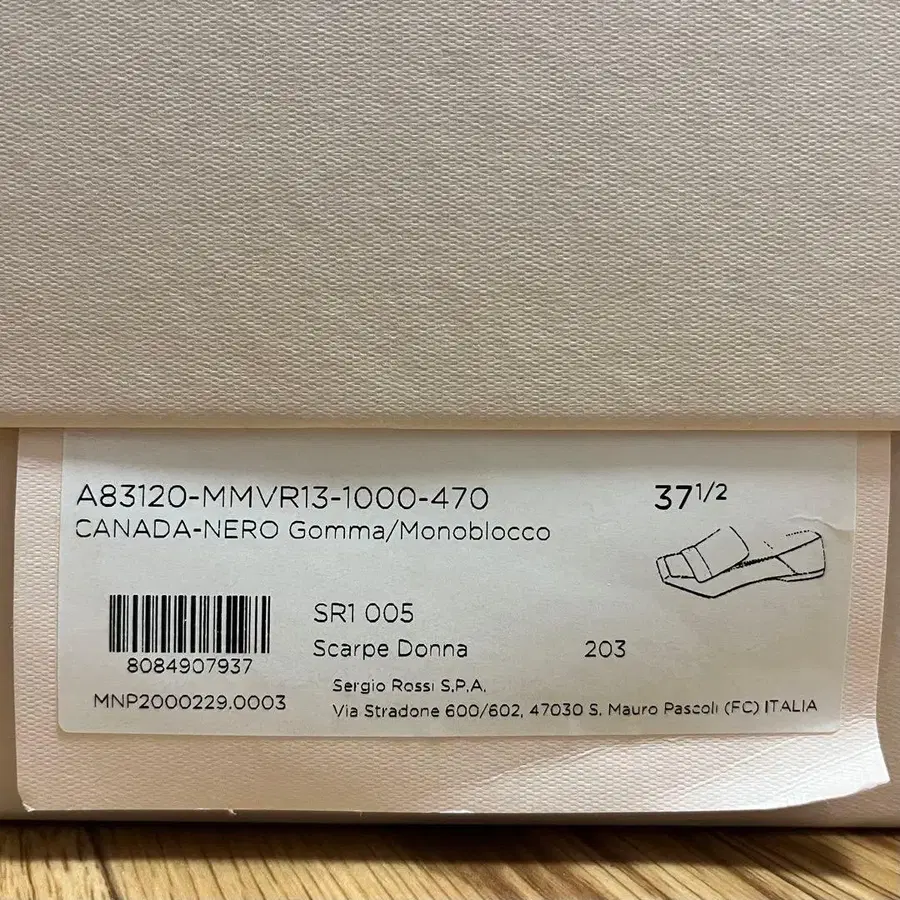 A83120-MMVR13-1000-470
37 1/2
CANADA-NERO Gomma/Monoblocco
SR1 005
8084907937
Scarpe Donna 203
MNP2000229.0003
Sergio Rossi S.P.A.
Via Stradone 600/602, 47030 S. Mauro Pascoli (FC) ITALIA